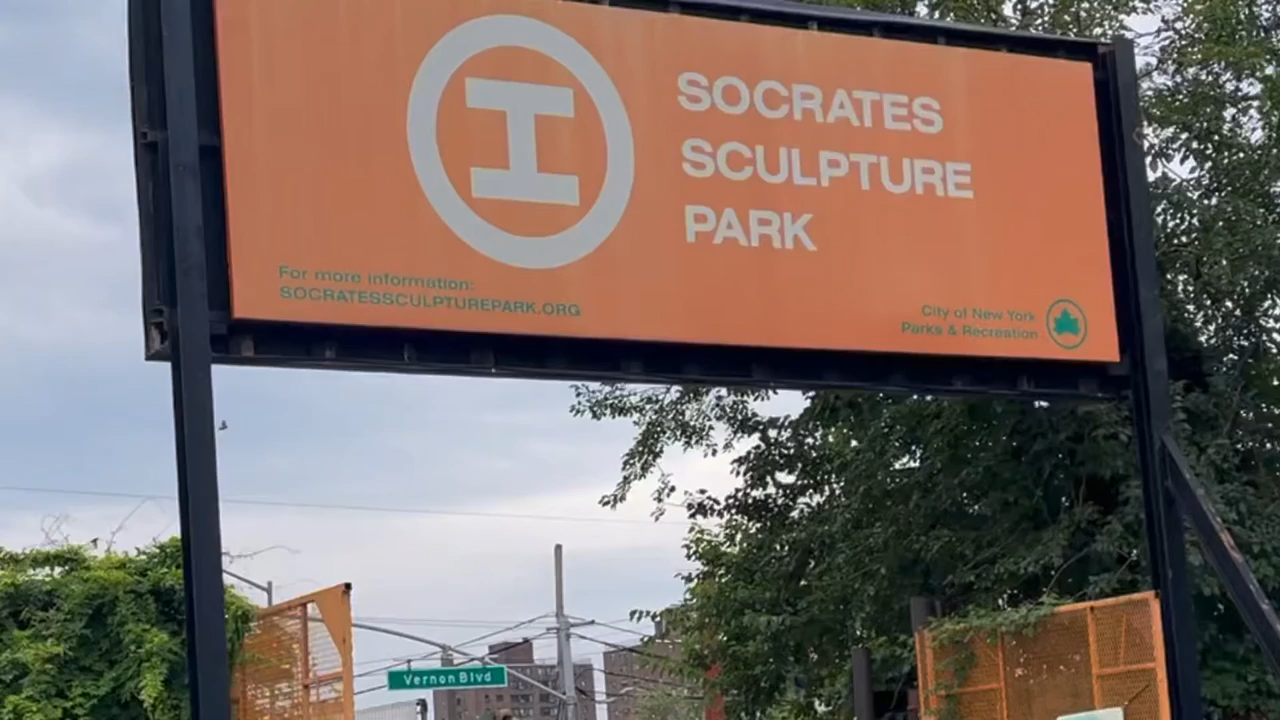 SOCRATES
SCULPTURE
PARK
For more information:
SOCRATESSCULPTUREPARK.ORG
City of New York
Parks & Recreation
Vernon Blvd